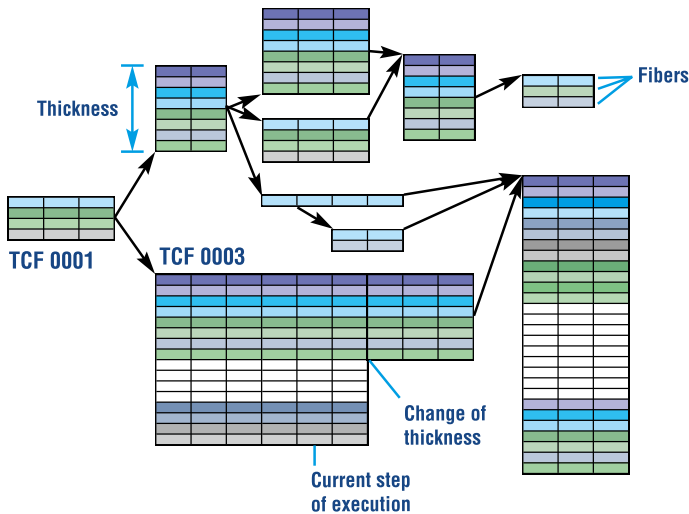 Thickness
Fibers
TCF 0001
TCF 0003
Change of
thickness
Current step
of execution